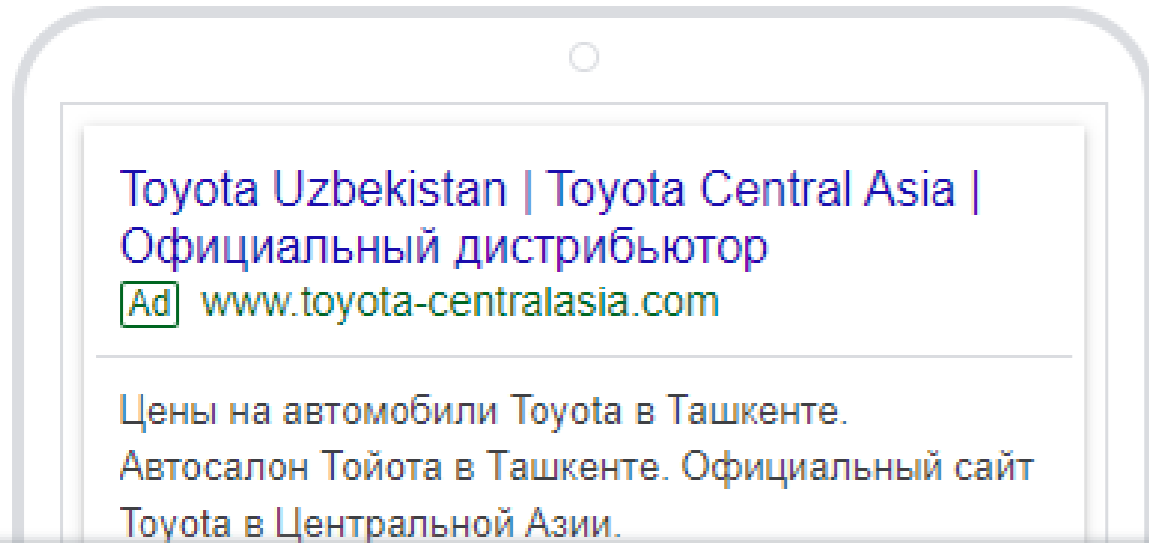 Toyota Uzbekistan | Toyota Central Asia |
Официальный дистрибьютор
Ad www.toyota-centralasia.com
Цены на автомобили Toyota в Ташкенте.
Автосалон Тойота в Ташкенте. Официальный сайт
Toyota в Центральной Азии.